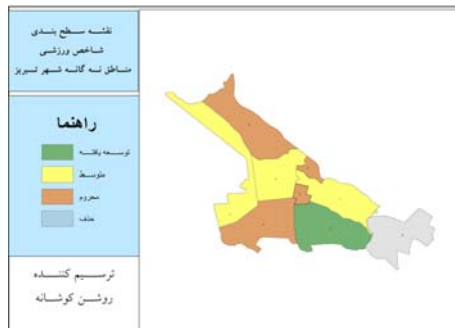 نقشه سطح بندی
شاخص ورزشی
مناطق نه گانه شهر تبریز
راهنما
توسعه یافته
متوسط
محروم
حذف
ترسیم کننده
روشن کوشانه